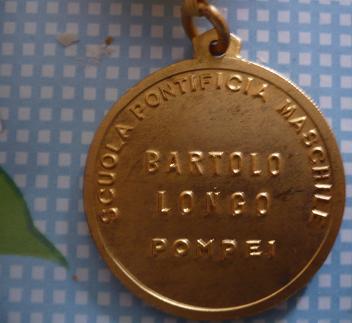 SCUOLA PONTIFICIA MASCHILE
BARTOLO
LONGO
POMPEI